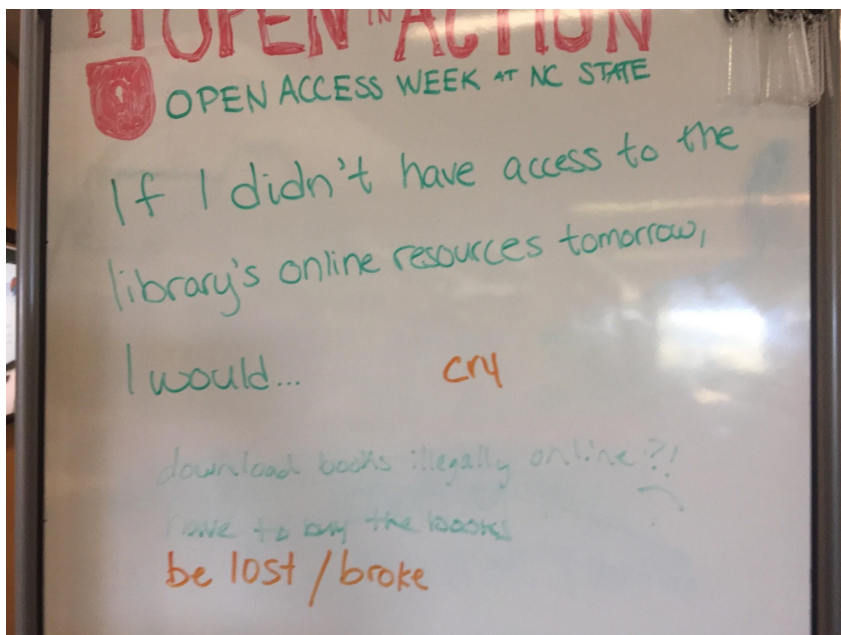 OPEN IN ACTION
OPEN ACCESS WEEK AT NC STATE
If I didn't have access to the
library's online resources tomorrow,
I would... cry
download books illegally online?!
have to buy the books
be lost / broke